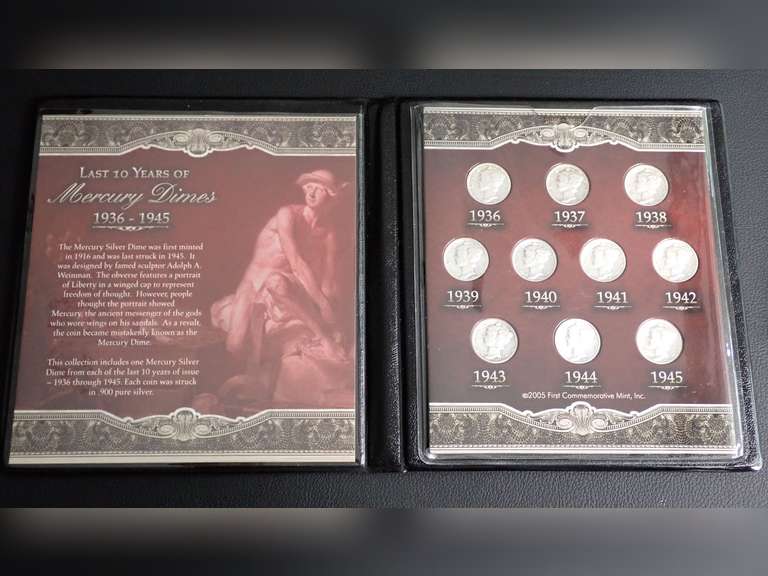 LAST 10 YEARS OF
Mercury Dimes
1936 - 1945
The Mercury Silver Dime was first minted
in 1916 and was last struck in 1945. It
was designed by famed sculptor Adolph A.
Weinman. The obverse features a portrait
of Liberty in a winged cap to represent
freedom of thought. However, people
thought the portrait showed
Mercury, the ancient messenger of the gods
who wore wings on his sandals. As a result,
the coin became mistakenly known as the
Mercury Dime.
This collection includes one Mercury Silver
Dime from each of the last 10 years of issue
– 1936 through 1945. Each coin was struck
in .900 pure silver.
1936 1937 1938
1939 1940 1941 1942
1943 1944 1945
©2005 First Commemorative Mint, Inc.